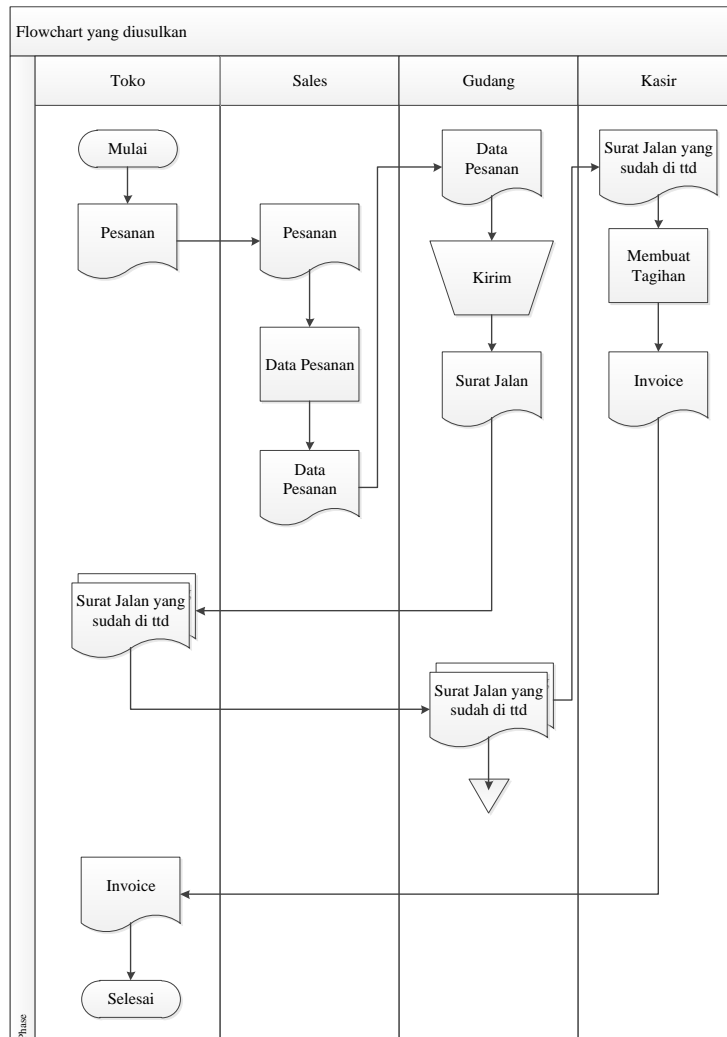 Flowchart yang diusulkan
Toko
Sales
Gudang
Kasir
Mulai
Pesanan
Pesanan
Data Pesanan
Data
Pesanan
Data
Pesanan
Kirim
Surat Jalan
Surat Jalan yang
sudah di ttd
Membuat
Tagihan
Invoice
Surat Jalan yang
sudah di ttd
Surat Jalan yang
sudah di ttd
Invoice
Selesai
Phase